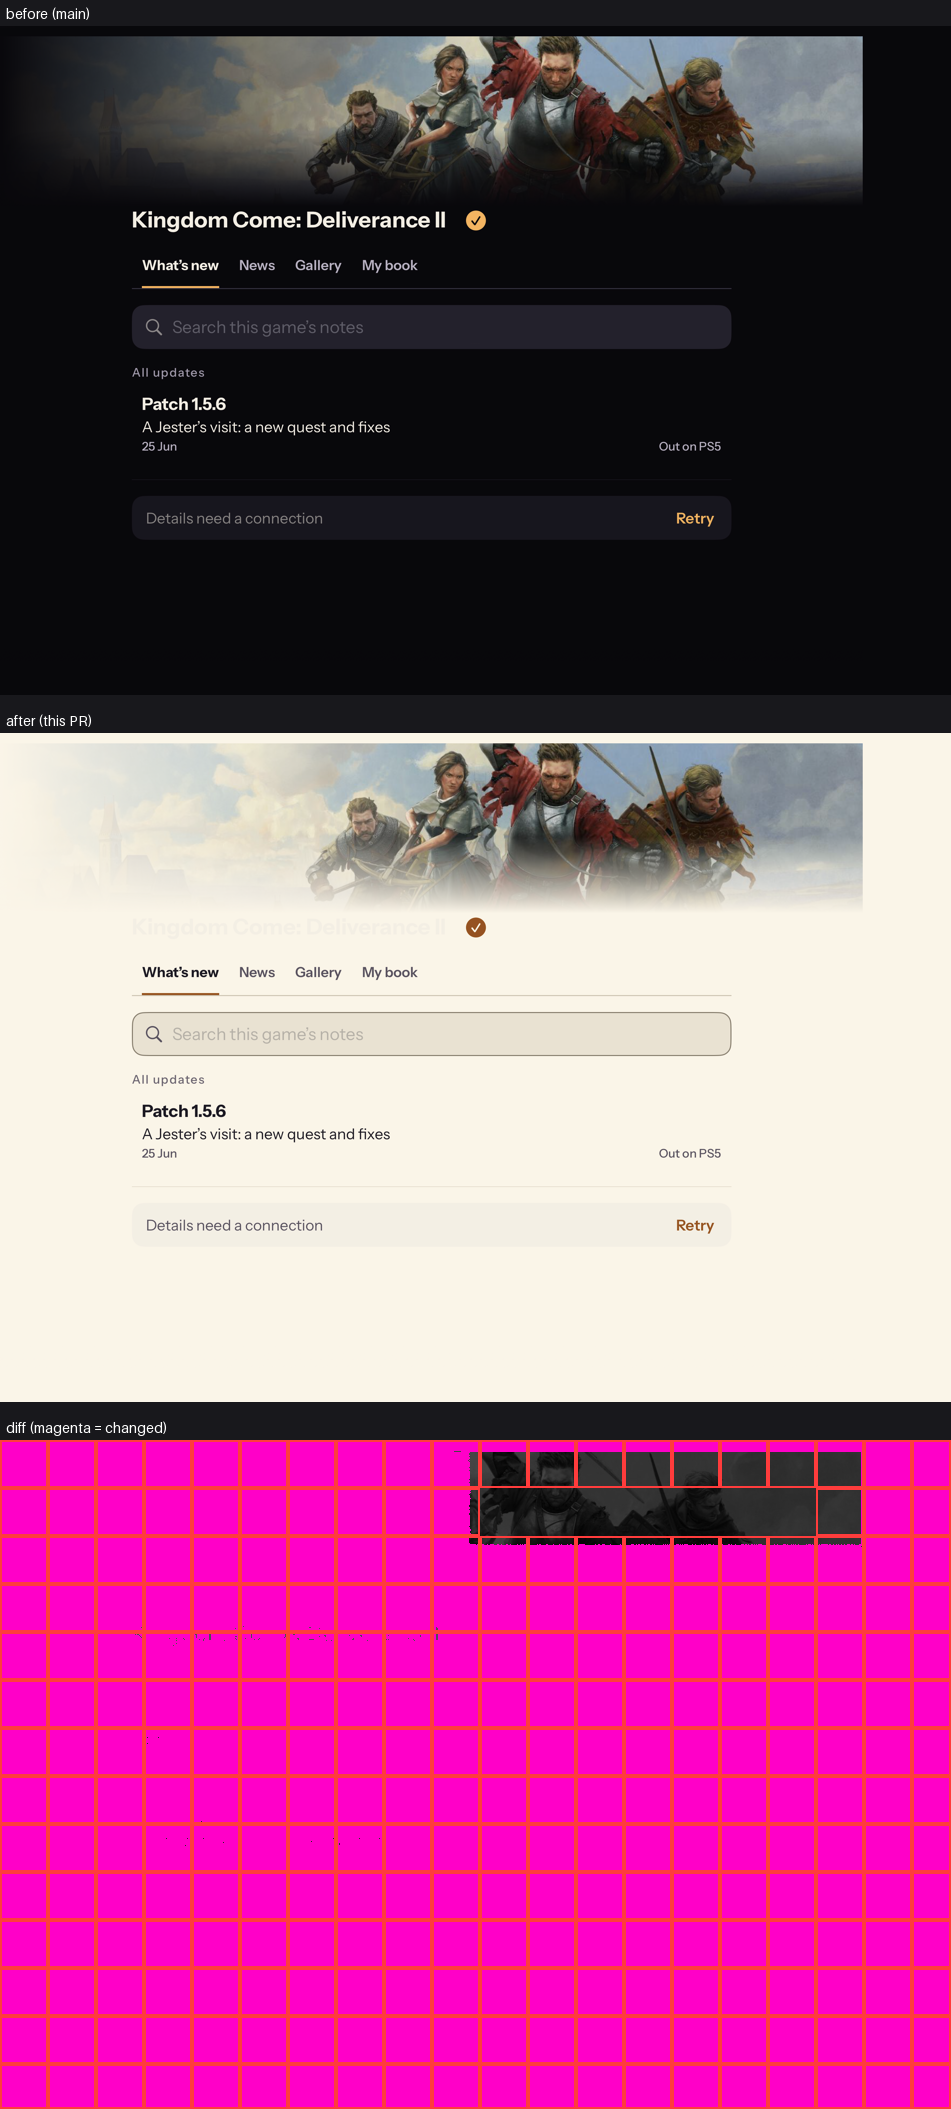 before (main)
Kingdom Come: Deliverance II
What's new News Gallery My book
Search this game's notes
All updates
Patch 1.5.6
A Jester's visit: a new quest and fixes
25 Jun Out on PS5
Details need a connection Retry
after (this PR)
Kingdom Come: Deliverance II
What's new News Gallery My book
Search this game's notes
All updates
Patch 1.5.6
A Jester's visit: a new quest and fixes
25 Jun Out on PS5
Details need a connection Retry
diff (magenta = changed)